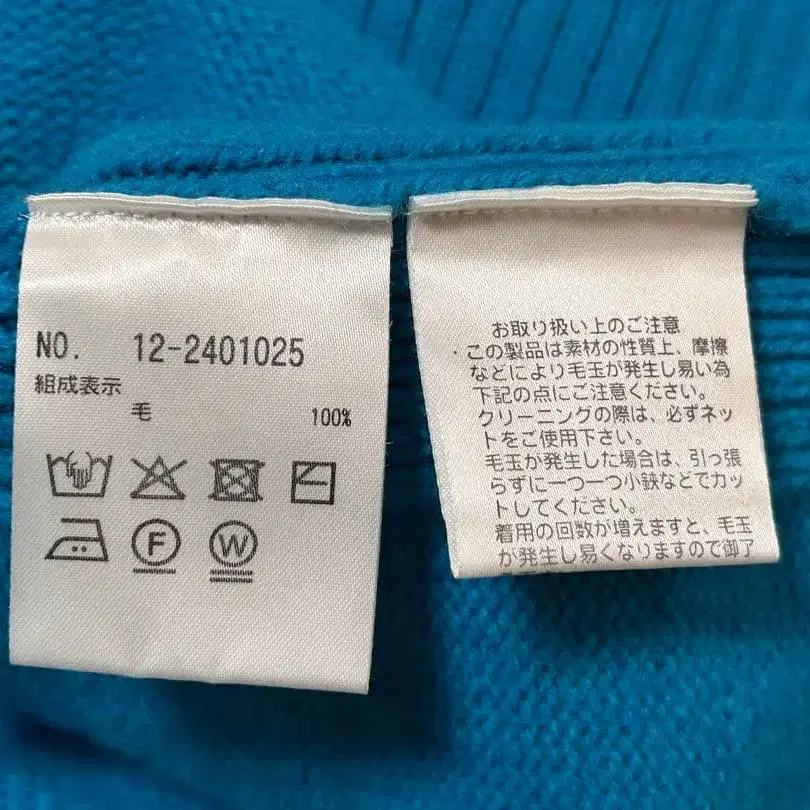 NO. 12-2401025
組成表示
毛 100%
F
W
お取り扱い上のご注意
・この製品は素材の性質上、摩擦
などにより毛玉が発生し易い為
下記の点にご注意ください。
クリーニングの際は、必ずネッ
トをご使用下さい。
毛玉が発生した場合は、引っ張
らずに一つ一つ小鋏などでカッ
トしてください。
着用の回数が増えますと、毛玉
が発生し易くなりますので御了